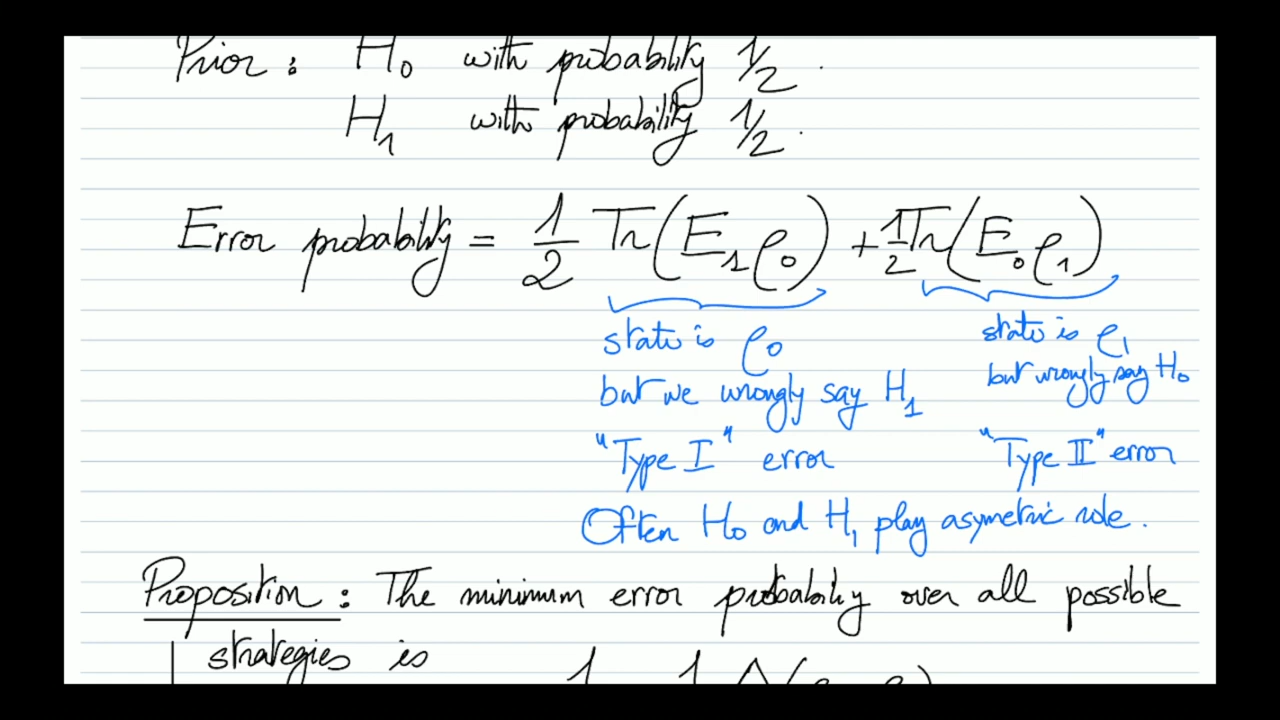 Prior : H₀ with probability 1/2 .
H₁ with probability 1/2 .
Error probability = 1/2 Tr(E₁ρ₀) + 1/2 Tr(E₀ρ₁)
state is ρ₀
but we wrongly say H₁
"Type I" error
state is ρ₁
but wrongly say H₀
"Type II" error
Often H₀ and H₁ play asymetric role .
Proposition : The minimum error probability over all possible
strategies is